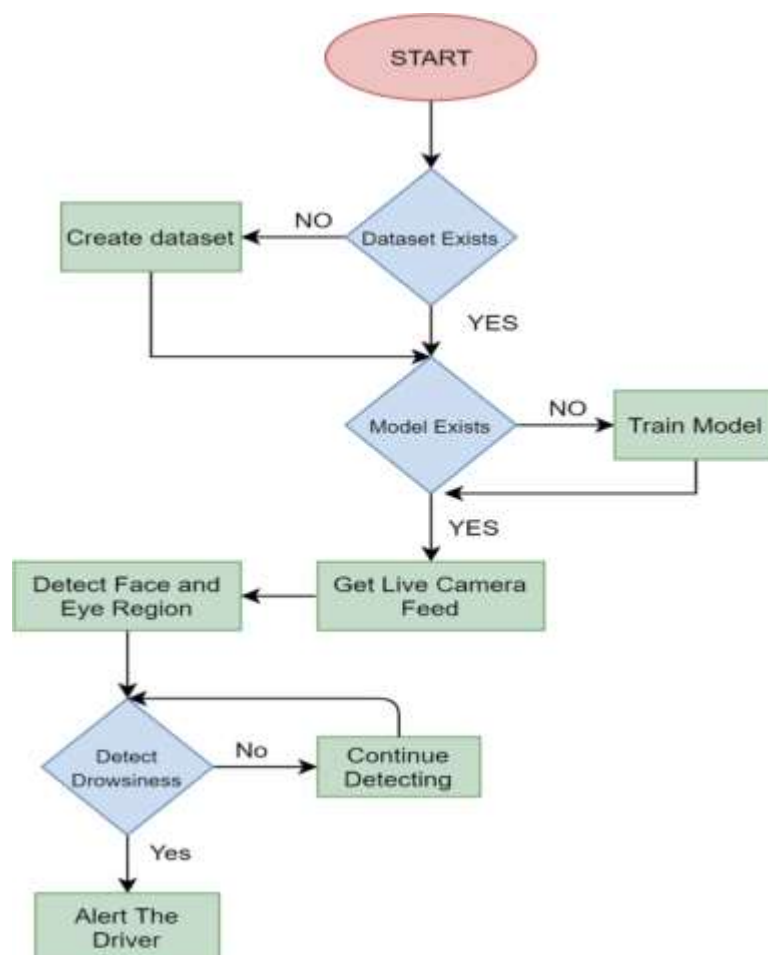 START
NO
Create dataset
Dataset Exists
YES
Model Exists
NO
Train Model
YES
Detect Face and
Eye Region
Get Live Camera
Feed
Detect
Drowsiness
No
Continue
Detecting
Yes
Alert The
Driver